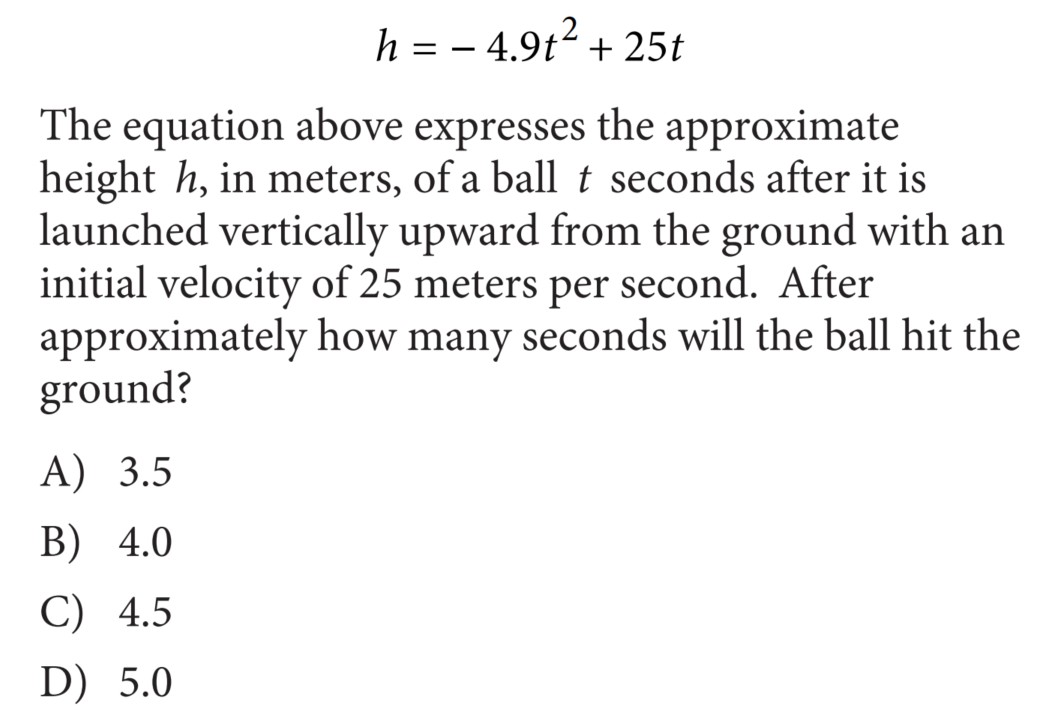 h = – 4.9t² + 25t
The equation above expresses the approximate
height h, in meters, of a ball t seconds after it is
launched vertically upward from the ground with an
initial velocity of 25 meters per second. After
approximately how many seconds will the ball hit the
ground?
A) 3.5
B) 4.0
C) 4.5
D) 5.0